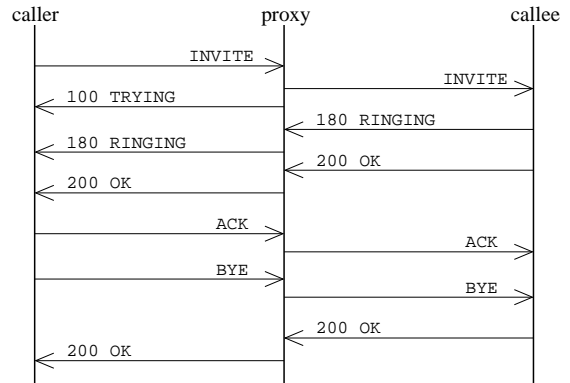 caller proxy callee
INVITE
INVITE
100 TRYING
180 RINGING
180 RINGING
200 OK
200 OK
ACK
ACK
BYE
BYE
200 OK
200 OK